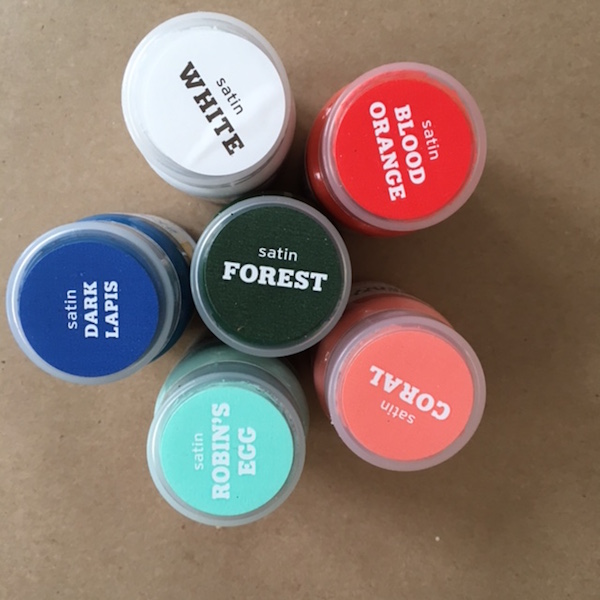 satin
WHITE
satin
BLOOD
ORANGE
satin
FOREST
satin
DARK
LAPIS
satin
CORAL
satin
ROBIN'S
EGG